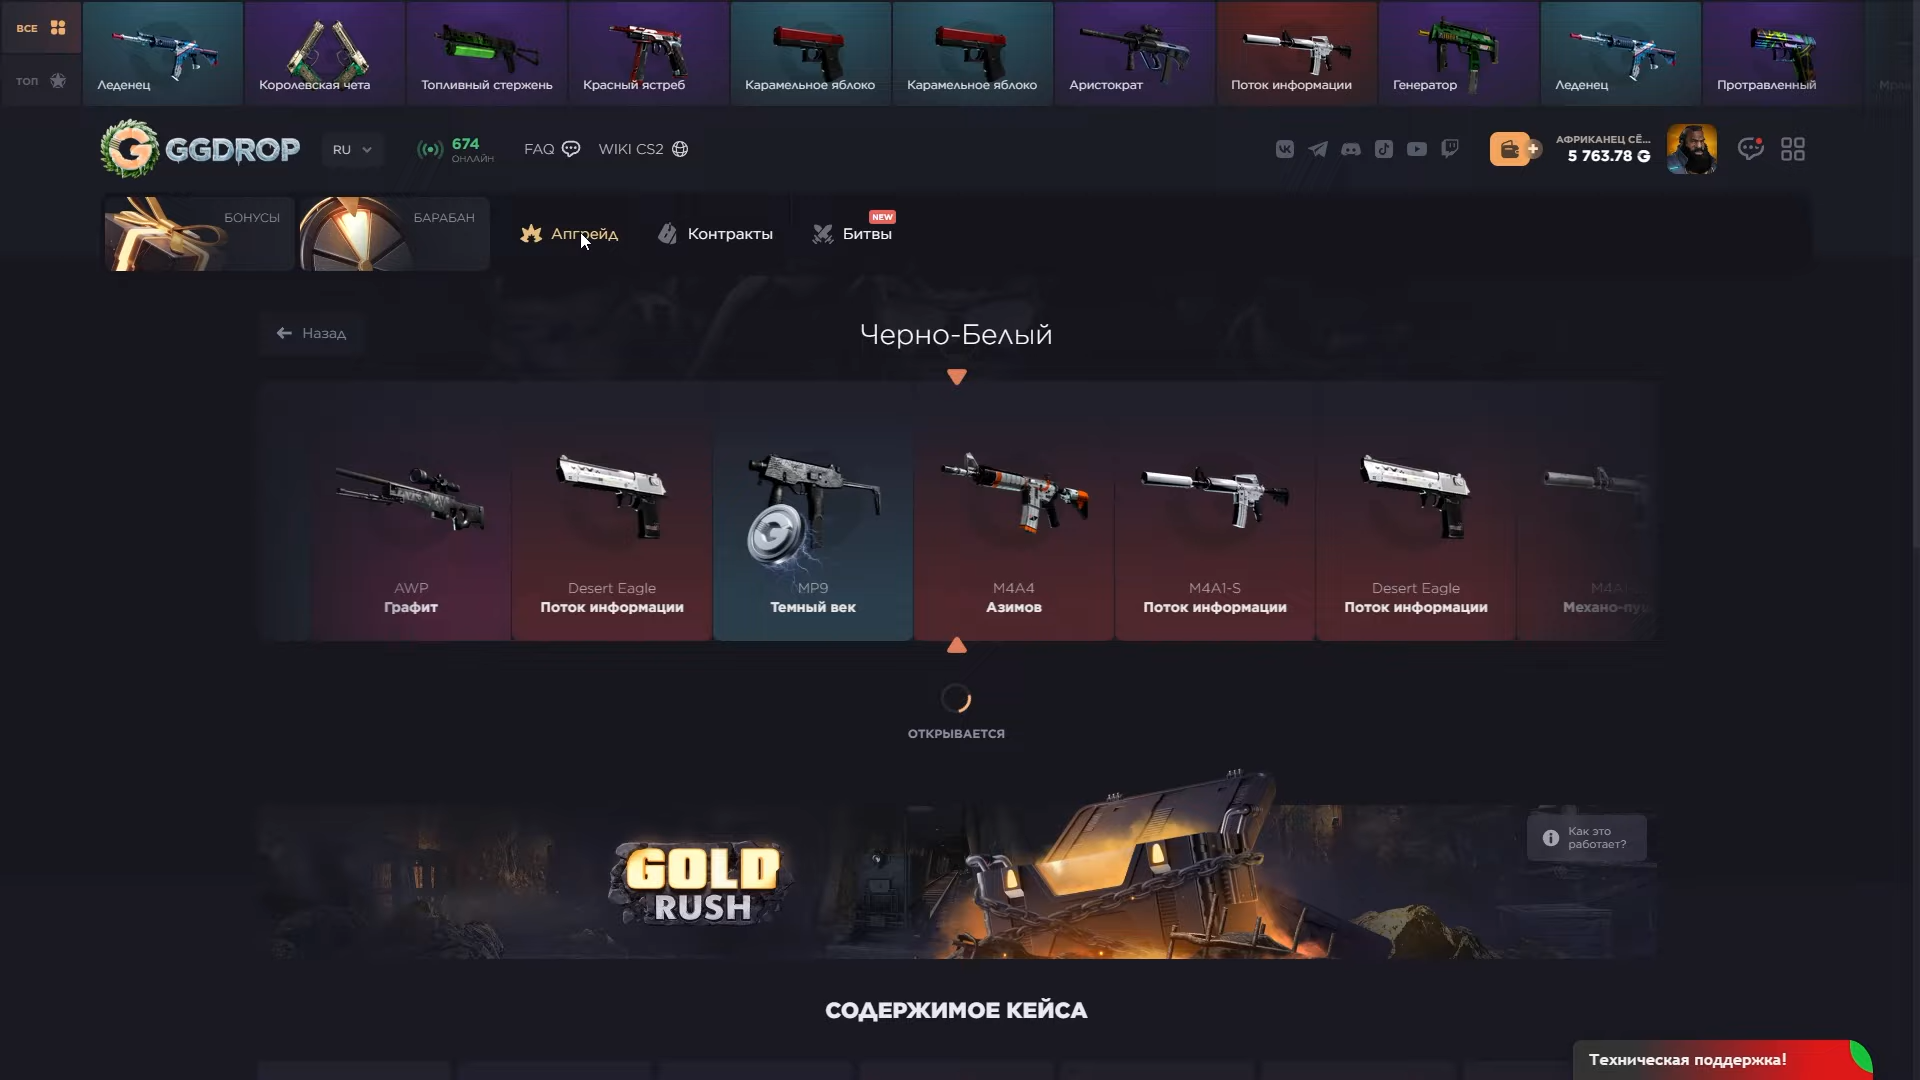 ВСЕ
ТОП
Леденец
Королевская чета
Топливный стержень
Красный ястреб
Карамельное яблоко
Карамельное яблоко
Аристократ
Поток информации
Генератор
Леденец
Протравленный
GGDROP
RU
674
ОНЛАЙН
FAQ
WIKI CS2
АФРИКАНЕЦ СЁ...
5 763.78 G
БОНУСЫ
БАРАБАН
Апгрейд
Контракты
NEW
Битвы
Назад
Черно-Белый
AWP
Графит
Desert Eagle
Поток информации
MP9
Темный век
M4A4
Азимов
M4A1-S
Поток информации
Desert Eagle
Поток информации
ОТКРЫВАЕТСЯ
GOLD
RUSH
Как это
работает?
СОДЕРЖИМОЕ КЕЙСА
Техническая поддержка!